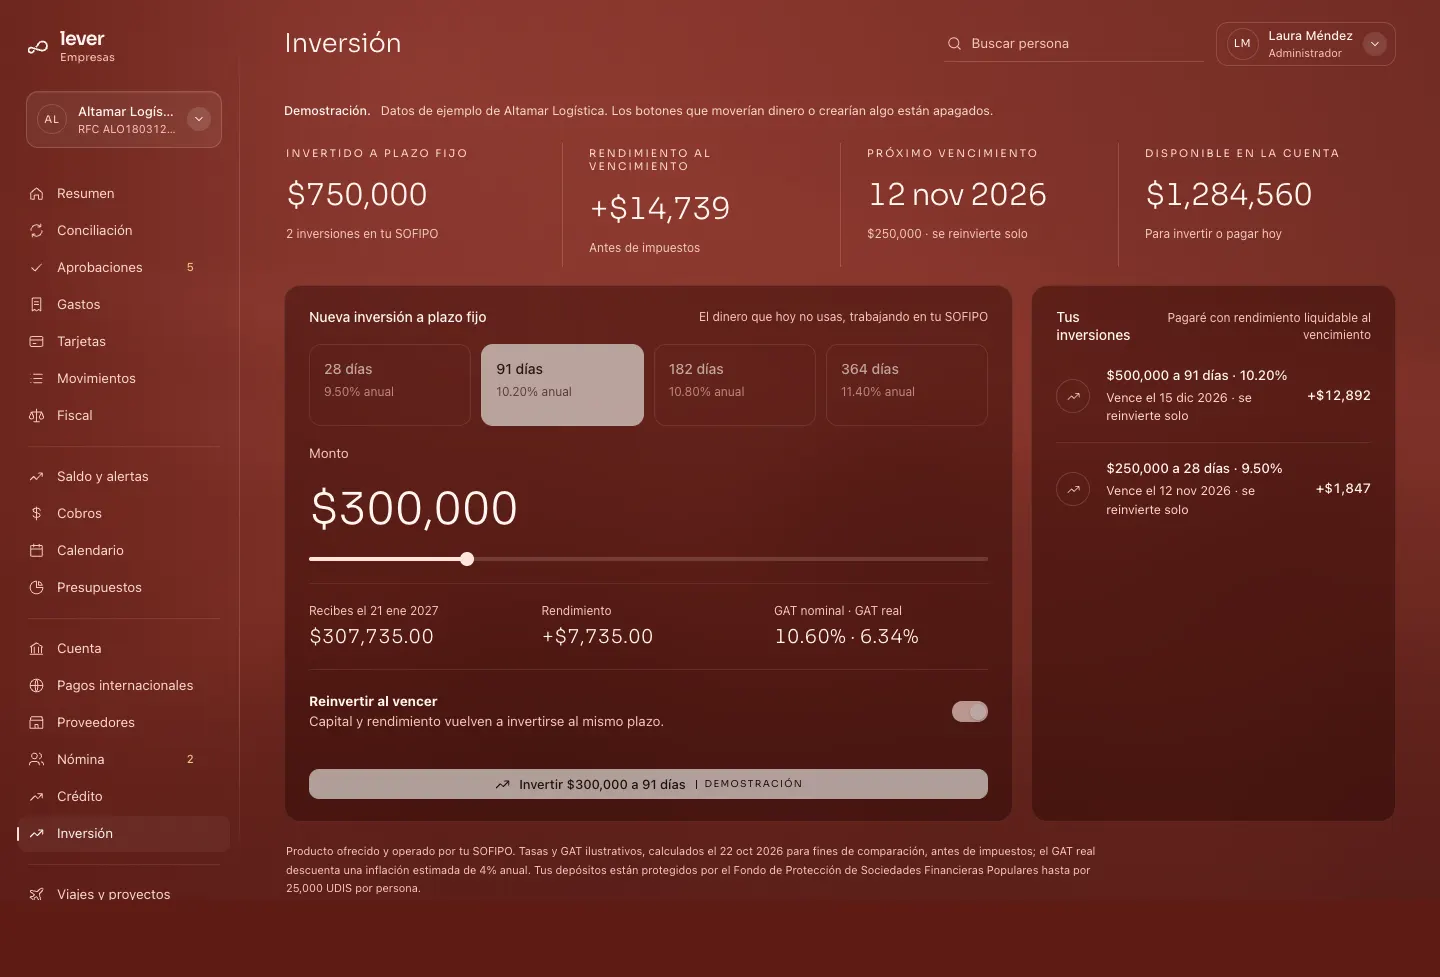 lever
Empresas
AL
Altamar Logís...
RFC ALO180312...
Resumen
Conciliación
Aprobaciones 5
Gastos
Tarjetas
Movimientos
Fiscal
Saldo y alertas
Cobros
Calendario
Presupuestos
Cuenta
Pagos internacionales
Proveedores
Nómina 2
Crédito
Inversión
Viajes y proyectos
Inversión
Buscar persona
LM
Laura Méndez
Administrador
Demostración. Datos de ejemplo de Altamar Logística. Los botones que moverían dinero o crearían algo están apagados.
INVERTIDO A PLAZO FIJO
$750,000
2 inversiones en tu SOFIPO
RENDIMIENTO AL
VENCIMIENTO
+$14,739
Antes de impuestos
PRÓXIMO VENCIMIENTO
12 nov 2026
$250,000 · se reinvierte solo
DISPONIBLE EN LA CUENTA
$1,284,560
Para invertir o pagar hoy
Nueva inversión a plazo fijo
El dinero que hoy no usas, trabajando en tu SOFIPO
28 días
9.50% anual
91 días
10.20% anual
182 días
10.80% anual
364 días
11.40% anual
Monto
$300,000
Recibes el 21 ene 2027
$307,735.00
Rendimiento
+$7,735.00
GAT nominal · GAT real
10.60% · 6.34%
Reinvertir al vencer
Capital y rendimiento vuelven a invertirse al mismo plazo.
Invertir $300,000 a 91 días | DEMOSTRACIÓN
Tus
inversiones
Pagaré con rendimiento liquidable al
vencimiento
$500,000 a 91 días · 10.20%
Vence el 15 dic 2026 · se
reinvierte solo
+$12,892
$250,000 a 28 días · 9.50%
Vence el 12 nov 2026 · se
reinvierte solo
+$1,847
Producto ofrecido y operado por tu SOFIPO. Tasas y GAT ilustrativos, calculados el 22 oct 2026 para fines de comparación, antes de impuestos; el GAT real
descuenta una inflación estimada de 4% anual. Tus depósitos están protegidos por el Fondo de Protección de Sociedades Financieras Populares hasta por
25,000 UDIS por persona.